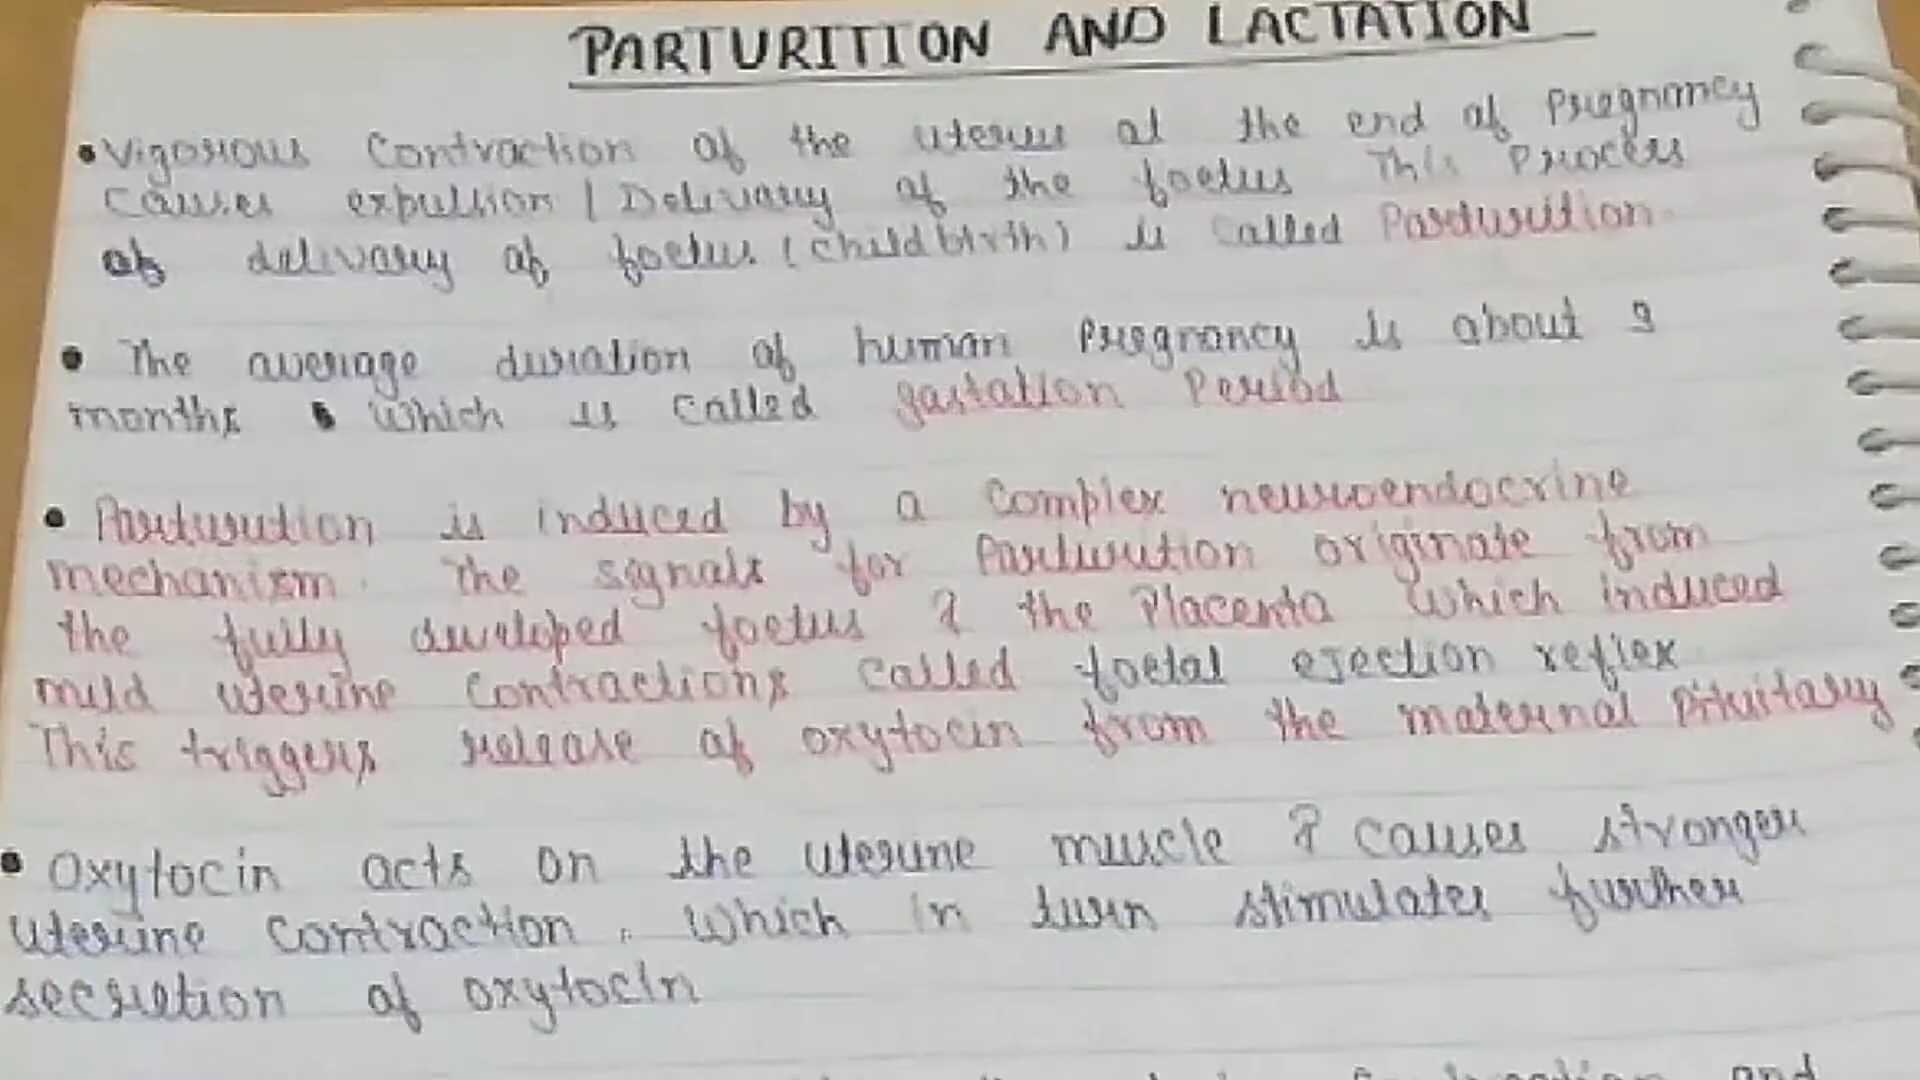 PARTURITION AND LACTATION
• Vigorous Contraction of the uterus at the end of Pregnancy
Causes expulsion / Delivary of the foetus This Process
of delivary of foetus (childbirth) is called Parturition
• The average duration of human Pregnancy is about 9
months • which is called gastation Period
• Parturution is induced by a Complex neuroendocrine
mechanism. The signals for Parturution originate from
the fully developed foetus & the Placenta which induced
mild uterine Contractions called foetal ejection reflex
This triggers release of oxytocin from the maternal pituitary
• Oxytocin acts on the uterine muscle & causes stronger
uterine Contraction, which in turn stimulates further
secretion of oxytocin
and